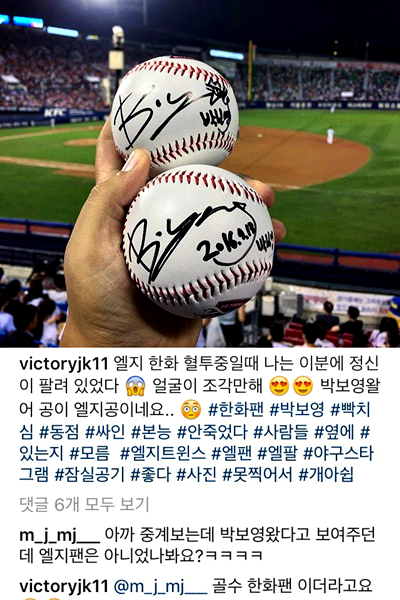 KFC
2016.9.13
victoryjk11 엘지 한화 혈투중일때 나는 이분에 정신
이 팔려 있었다 😱 얼굴이 조각만해 😍😍 박보영왔
어 공이 엘지공이네요.. 😳 #한화팬 #박보영 #빡치
심 #동점 #싸인 #본능 #안죽었다 #사람들 #옆에 #
있는지 #모름 #엘지트윈스 #엘팬 #엘팔 #야구스타
그램 #잠실공기 #좋다 #사진 #못찍어서 #개아쉽
댓글 6개 모두 보기
m_j_mj___ 아까 중계보는데 박보영왔다고 보여주던
데 엘지팬은 아니었나봐요?ㅋㅋㅋㅋ
victoryjk11 @m_j_mj___ 골수 한화팬 이더라고요